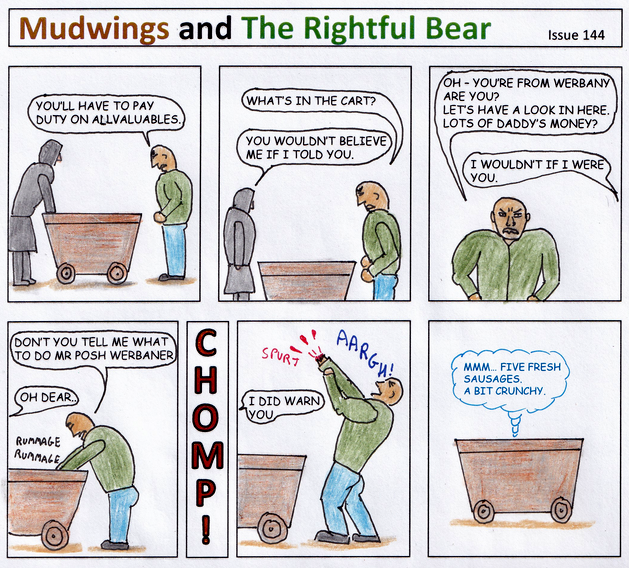 Mudwings and The Rightful Bear
Issue 144
YOU'LL HAVE TO PAY
DUTY ON ALLVALUABLES.
WHAT'S IN THE CART?
YOU WOULDN'T BELIEVE
ME IF I TOLD YOU.
OH - YOU'RE FROM WERBANY
ARE YOU?
LET'S HAVE A LOOK IN HERE.
LOTS OF DADDY'S MONEY?
I WOULDN'T IF I WERE
YOU.
DON'T YOU TELL ME WHAT
TO DO MR POSH WERBANER
OH DEAR..
RUMMAGE
RUMMAGE
CHOMP!
SPURT
AARGH!
I DID WARN
YOU.
MMM... FIVE FRESH
SAUSAGES.
A BIT CRUNCHY.